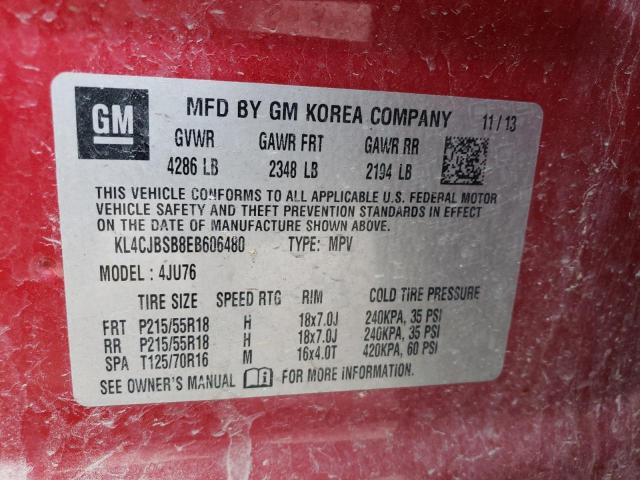 GM MFD BY GM KOREA COMPANY 11/13
GVWR GAWR FRT GAWR RR
4286 LB 2348 LB 2194 LB
THIS VEHICLE CONFORMS TO ALL APPLICABLE U.S. FEDERAL MOTOR
VEHICLE SAFETY AND THEFT PREVENTION STANDARDS IN EFFECT
ON THE DATE OF MANUFACTURE SHOWN ABOVE.
KL4CJBSB8EB606480 TYPE: MPV
MODEL: 4JU76
TIRE SIZE SPEED RTG RIM COLD TIRE PRESSURE
FRT P215/55R18 H 18x7.0J 240KPA, 35 PSI
RR P215/55R18 H 18x7.0J 240KPA, 35 PSI
SPA T125/70R16 M 16x4.0T 420KPA, 60 PSI
SEE OWNER'S MANUAL FOR MORE INFORMATION.